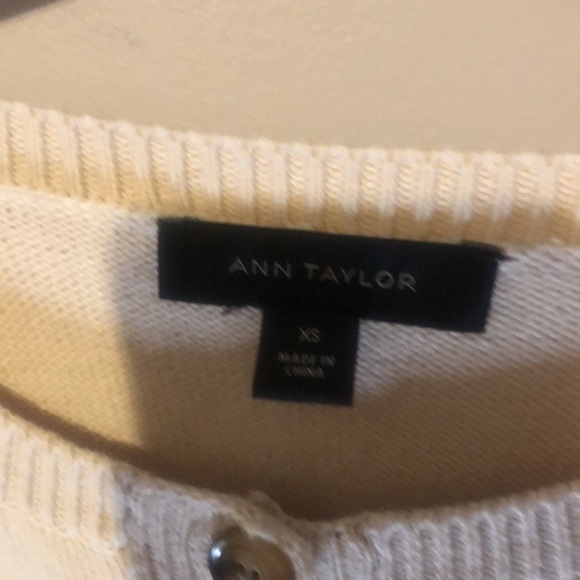 ANN TAYLOR
XS
MADE IN
CHINA